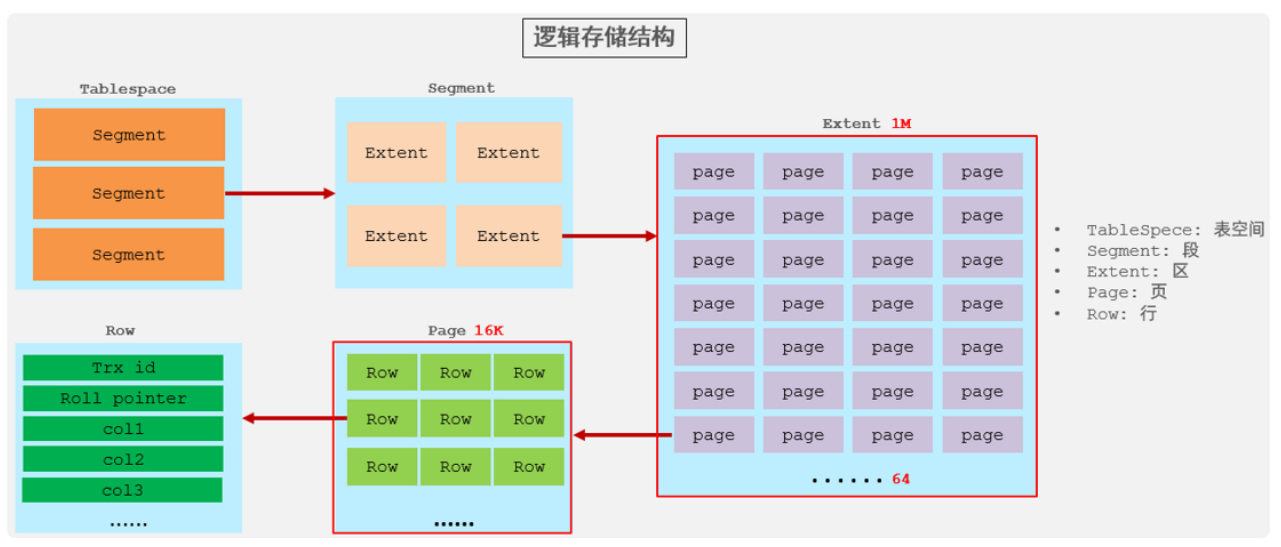 逻辑存储结构
Tablespace
Segment
Segment
Segment
Segment
Extent Extent
Extent Extent
Extent 1M
page page page page
page page page page
page page page page
page page page page
page page page page
page page page page
page page page page
...... 64
• TableSpece: 表空间
• Segment: 段
• Extent: 区
• Page: 页
• Row: 行
Row
Trx id
Roll pointer
col1
col2
col3
......
Page 16K
Row Row Row
Row Row Row
Row Row Row
......